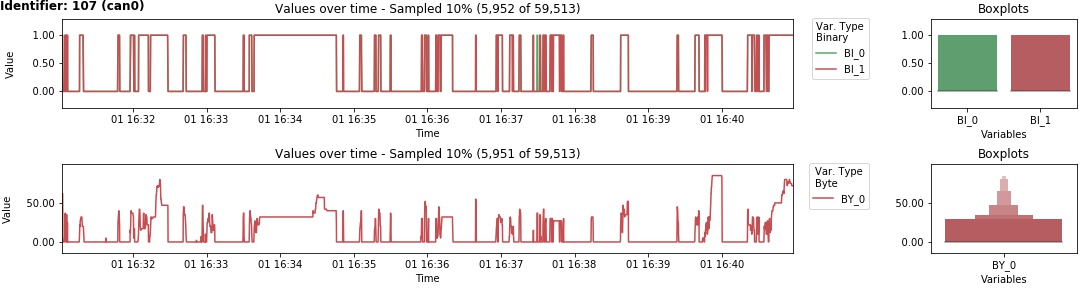 Identifier: 107 (can0)
Values over time - Sampled 10% (5,952 of 59,513)
Value
1.00
0.50
0.00
01 16:32 01 16:33 01 16:34 01 16:35 01 16:36 01 16:37 01 16:38 01 16:39 01 16:40
Time
Var. Type
Binary
BI_0
BI_1
Boxplots
1.00
0.50
0.00
BI_0 BI_1
Variables
Values over time - Sampled 10% (5,951 of 59,513)
Value
50.00
0.00
01 16:32 01 16:33 01 16:34 01 16:35 01 16:36 01 16:37 01 16:38 01 16:39 01 16:40
Time
Var. Type
Byte
BY_0
Boxplots
50.00
0.00
BY_0
Variables